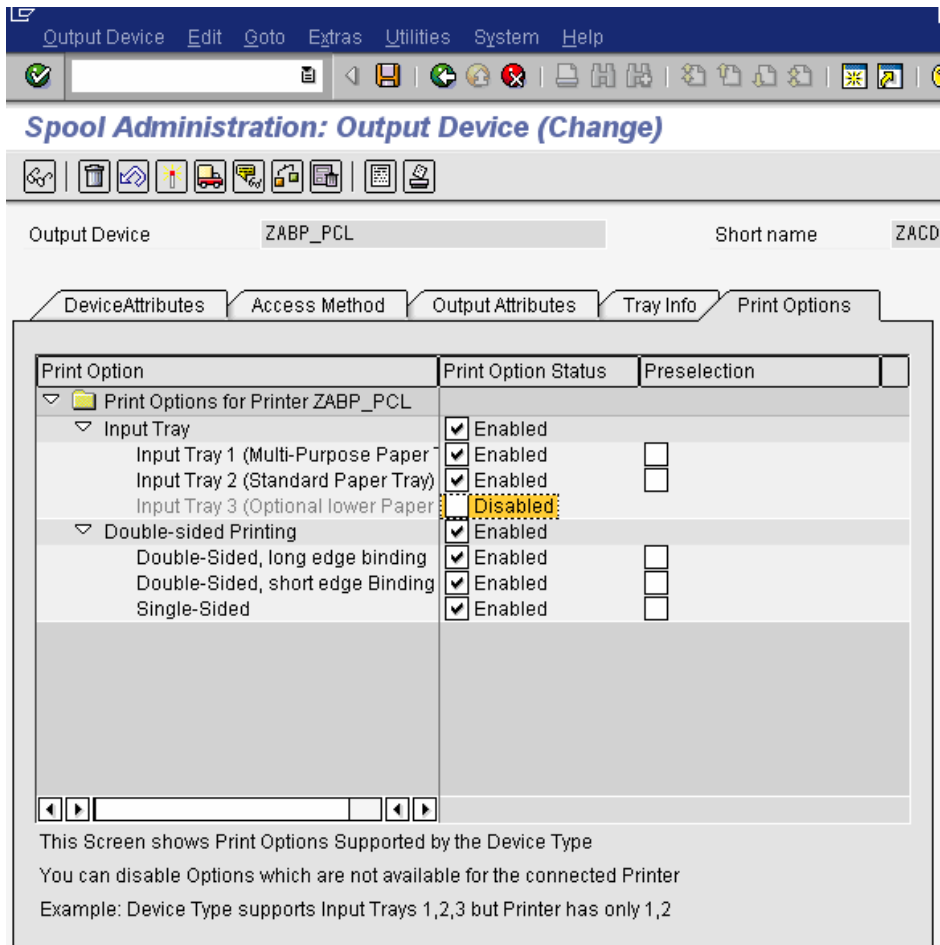 Output Device Edit Goto Extras Utilities System Help
Spool Administration: Output Device (Change)
Output Device ZABP_PCL Short name ZACD
DeviceAttributes Access Method Output Attributes Tray Info Print Options
Print Option Print Option Status Preselection
Print Options for Printer ZABP_PCL
Input Tray Enabled
Input Tray 1 (Multi-Purpose Paper Enabled
Input Tray 2 (Standard Paper Tray) Enabled
Input Tray 3 (Optional lower Paper Disabled
Double-sided Printing Enabled
Double-Sided, long edge binding Enabled
Double-Sided, short edge Binding Enabled
Single-Sided Enabled
This Screen shows Print Options Supported by the Device Type
You can disable Options which are not available for the connected Printer
Example: Device Type supports Input Trays 1,2,3 but Printer has only 1,2